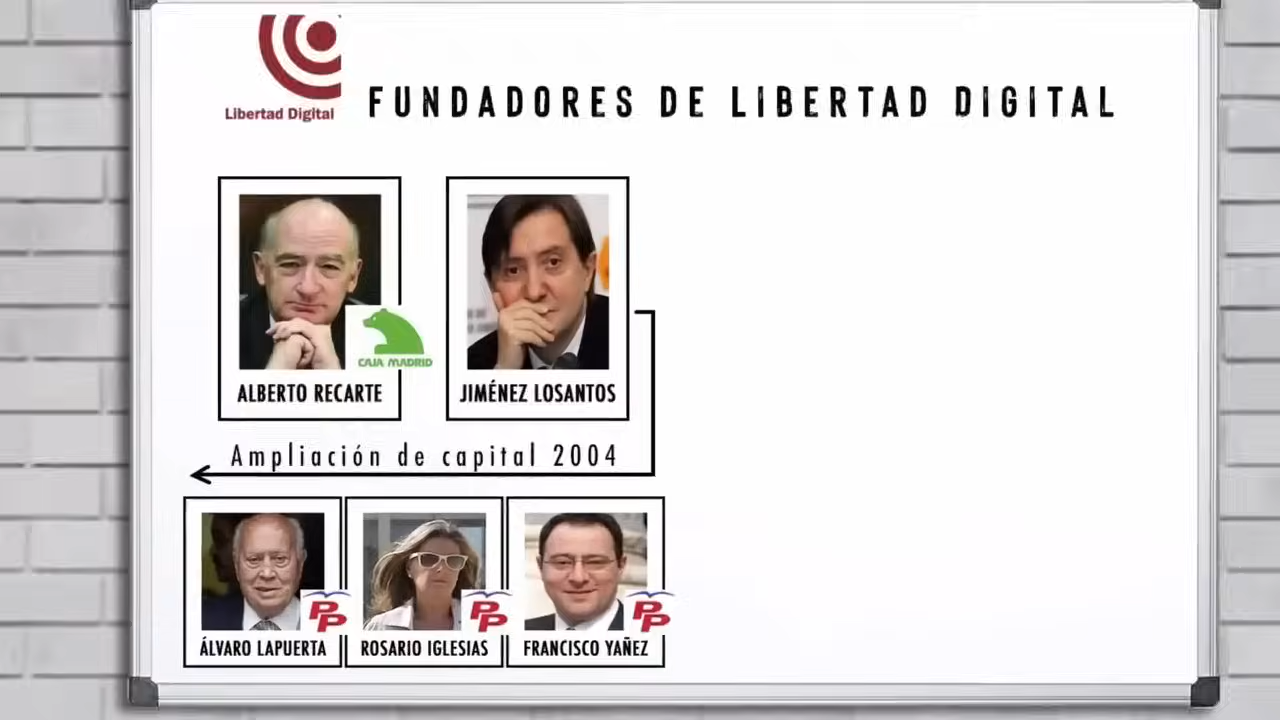 Libertad Digital
FUNDADORES DE LIBERTAD DIGITAL
CAJA MADRID
ALBERTO RECARTE
JIMÉNEZ LOSANTOS
Ampliación de capital 2004
PP
PP
PP
ÁLVARO LAPUERTA
ROSARIO IGLESIAS
FRANCISCO YAÑEZ